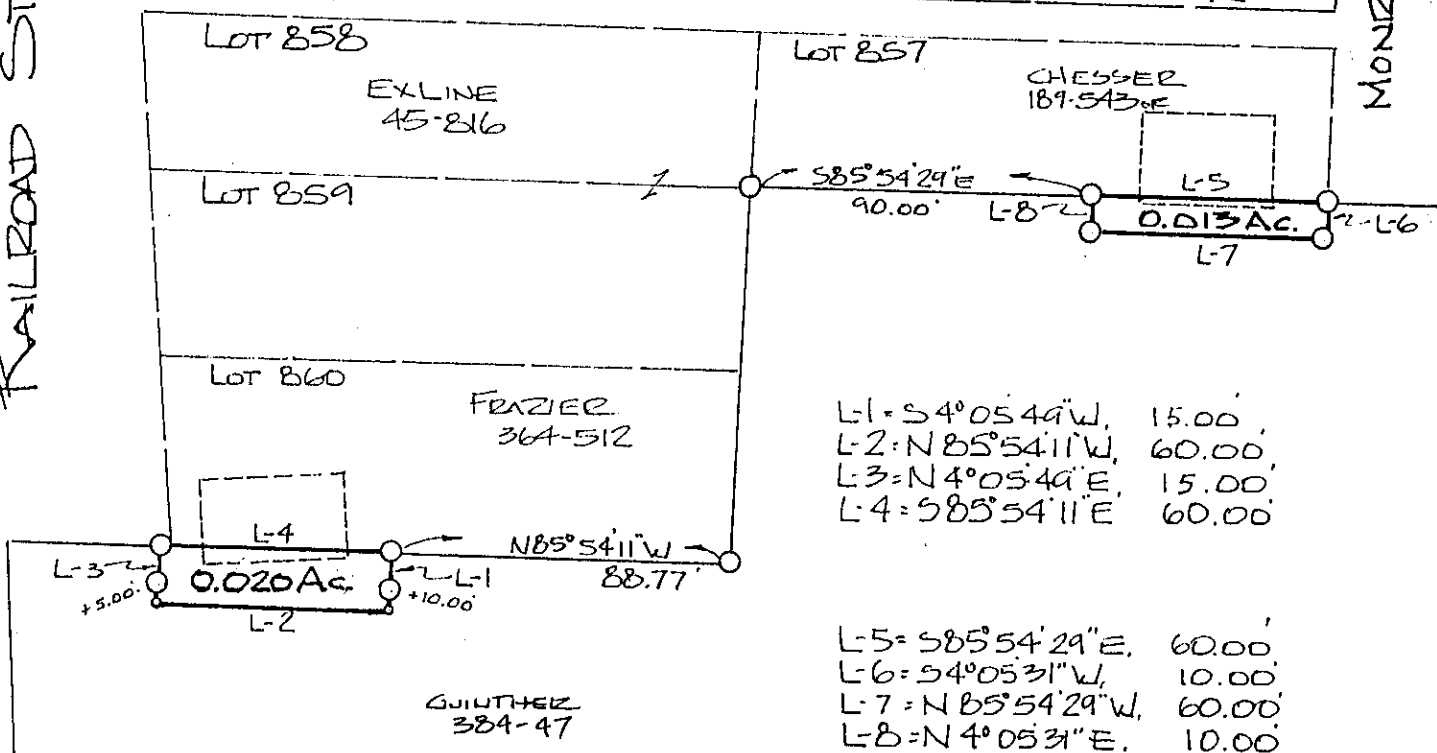 LOT 858
LOT 857
EXLINE
45-816
CHESSER
189-543
LOT 859
S85°54'29"E
90.00'
L-5
L-8
0.013 Ac.
L-6
L-7
RAILROAD
LOT 860
FRAZIER
364-512
L-1 = S4°05'49"W, 15.00'
L-2: N85°54'11"W, 60.00'
L-3 = N4°05'49"E, 15.00'
L-4 = S85°54'11"E 60.00'
L-4
N85°54'11"W
88.77'
L-3
0.020 Ac.
L-1
+5.00'
+10.00'
L-2
L-5= S85°54'29"E, 60.00'
L-6= S4°05'31"W, 10.00'
L-7 = N85°54'29"W, 60.00'
L-8=N4°05'31"E, 10.00'
GUINTHER
384-47